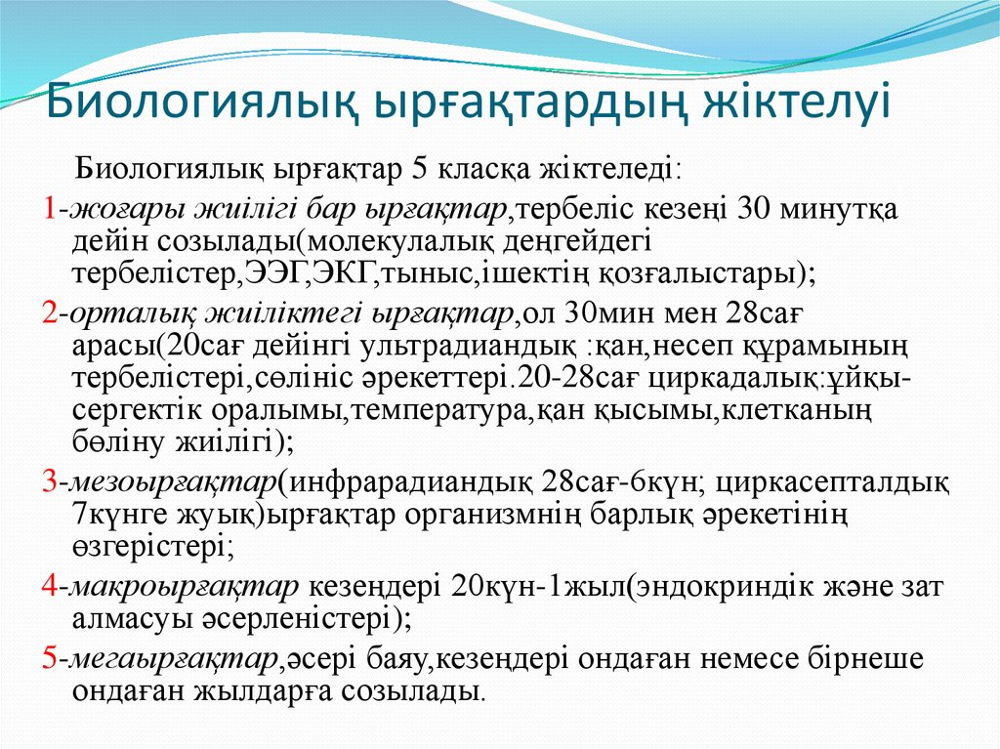 Биологиялық ырғақтардың жіктелуі
Биологиялық ырғақтар 5 класқа жіктеледі:
1-жоғары жиілігі бар ырғақтар,тербеліс кезеңі 30 минутқа
дейін созылады(молекулалық деңгейдегі
тербелістер,ЭЭГ,ЭКГ,тыныс,ішектің қозғалыстары);
2-орталық жиіліктегі ырғақтар,ол 30мин мен 28сағ
арасы(20сағ дейінгі ультрадиандық :қан,несеп құрамының
тербелістері,сөлініс әрекеттері.20-28сағ циркадалық:ұйқы-
сергектік оралымы,температура,қан қысымы,клетканың
бөліну жиілігі);
3-мезоырғақтар(инфрарадиандық 28сағ-6күн; циркасепталдық
7күнге жуық)ырғақтар организмнің барлық әрекетінің
өзгерістері;
4-макроырғақтар кезеңдері 20күн-1жыл(эндокриндік және зат
алмасуы әсерленістері);
5-мегаырғақтар,әсері баяу,кезеңдері ондаған немесе бірнеше
ондаған жылдарға созылады.